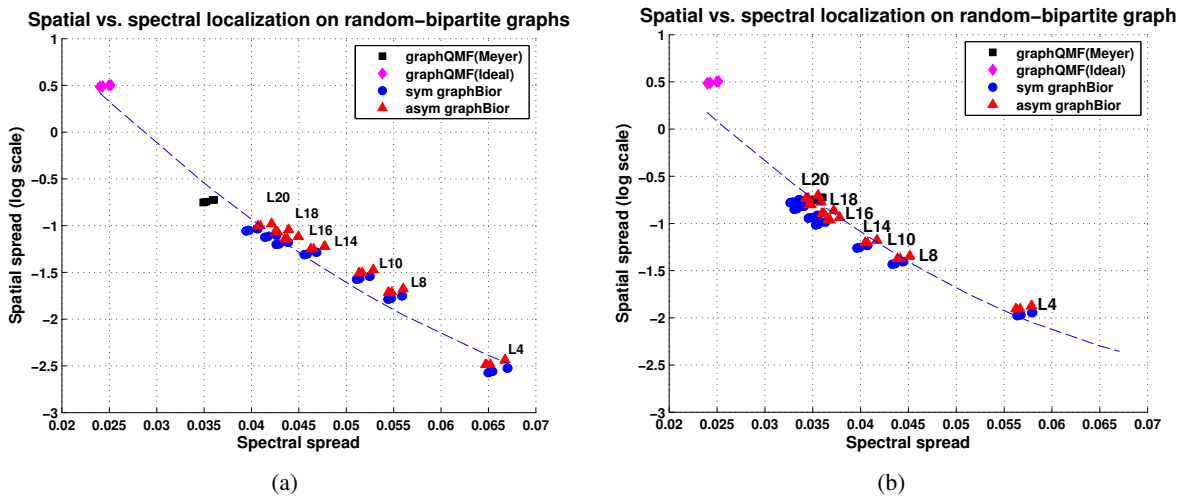 Spatial vs. spectral localization on random−bipartite graphs
1
0.5
0
−0.5
−1
−1.5
−2
−2.5
−3
Spatial spread (log scale)
graphQMF(Meyer)
graphQMF(Ideal)
sym graphBior
asym graphBior
L20
L18
L16
L14
L10
L8
L4
0.02 0.025 0.03 0.035 0.04 0.045 0.05 0.055 0.06 0.065 0.07
Spectral spread
(a)
Spatial vs. spectral localization on random−bipartite graph
1
0.5
0
−0.5
−1
−1.5
−2
−2.5
−3
Spatial spread (log scale)
graphQMF(Meyer)
graphQMF(Ideal)
sym graphBior
asym graphBior
L20
L18
L16
L14
L10
L8
L4
0.02 0.025 0.03 0.035 0.04 0.045 0.05 0.055 0.06 0.065 0.07
Spectral spread
(b)